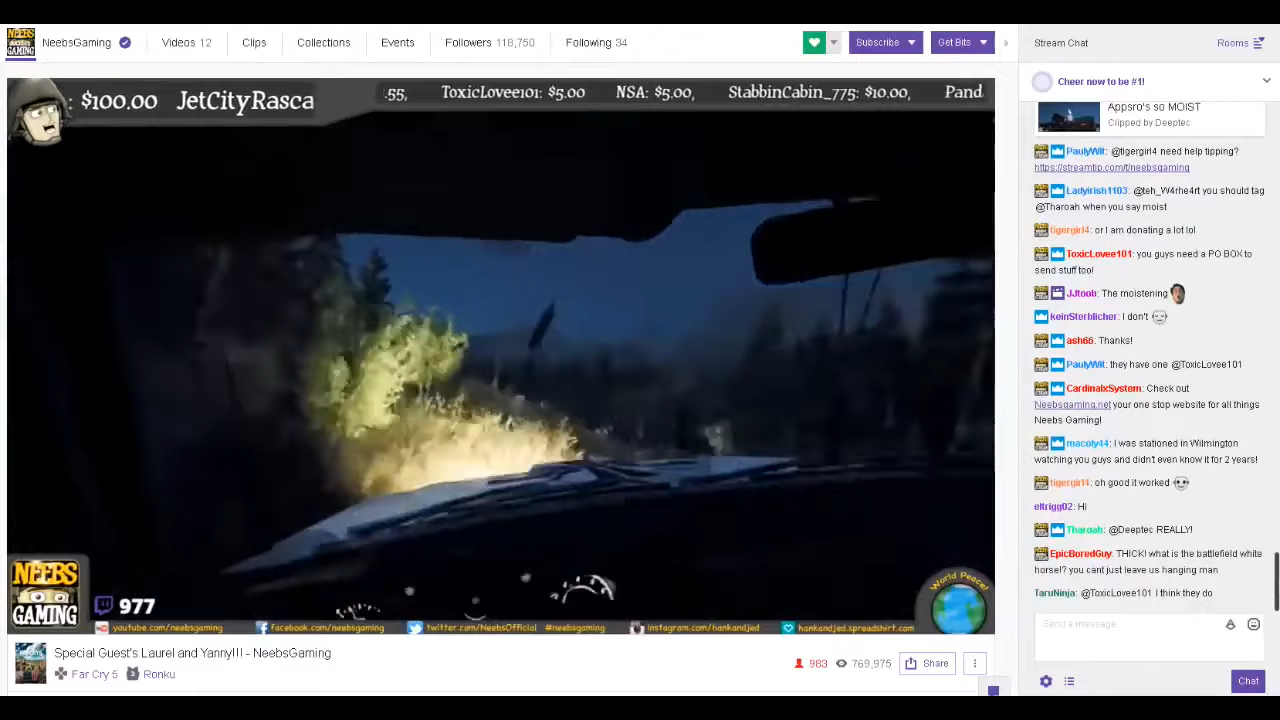 NEEBS
GAMING
NeebsGaming
Videos 12
Clips
Collections
Events
Followers 118,750
Following 34
Subscribe
Get Bits
Stream Chat
Rooms
: $100.00 JetCityRasca
.55, ToxicLovee101: $5.00 NSA: $5.00, StabbinCabin_775: $10.00, Pand
NEEBS
GAMING
977
World Peace!
youtube.com/neebsgaming
facebook.com/neebsgaming
twitter.com/NeebsOfficial #neebsgaming
instagram.com/hankandjed
hankandjed.spreadshirt.com
Special Guest's Laurel and Yanny!!! - NeebsGaming
Far Cry 5
Ronku
983
769,975
Share
Cheer now to be #1!
Appsro's so MOIST
Clipped by Deeptec
PaulyWit: @tigergirl4 need help tipping?
https://streamtip.com/t/neebsgaming
Ladyirish1103: @teh_W4rhe4rt you should tag
@Tharoah when you say moist
tigergirl4: or I am donating a lot lol
ToxicLovee101: you guys need a PO BOX to
send stuff too!
JJtoob: The moistening
keinSterblicher: I don't
ash66: Thanks!
PaulyWit: they have one @ToxicLovee101
CardinalxSystem: Check out
Neebsgaming.net your one stop website for all things
Neebs Gaming!
macoly44: I was stationed in Wilmington
watching you guys and didn't even know it for 2 years!
tigergirl4: oh good it worked
eltrigg02: Hi
Tharoah: @Deeptec REALLY!
EpicBoredGuy: THICK! what is the battlefield white
horse!? you cant just leave us hanging man
TaruNinja: @ToxicLovee101 I think they do
Send a message
Chat